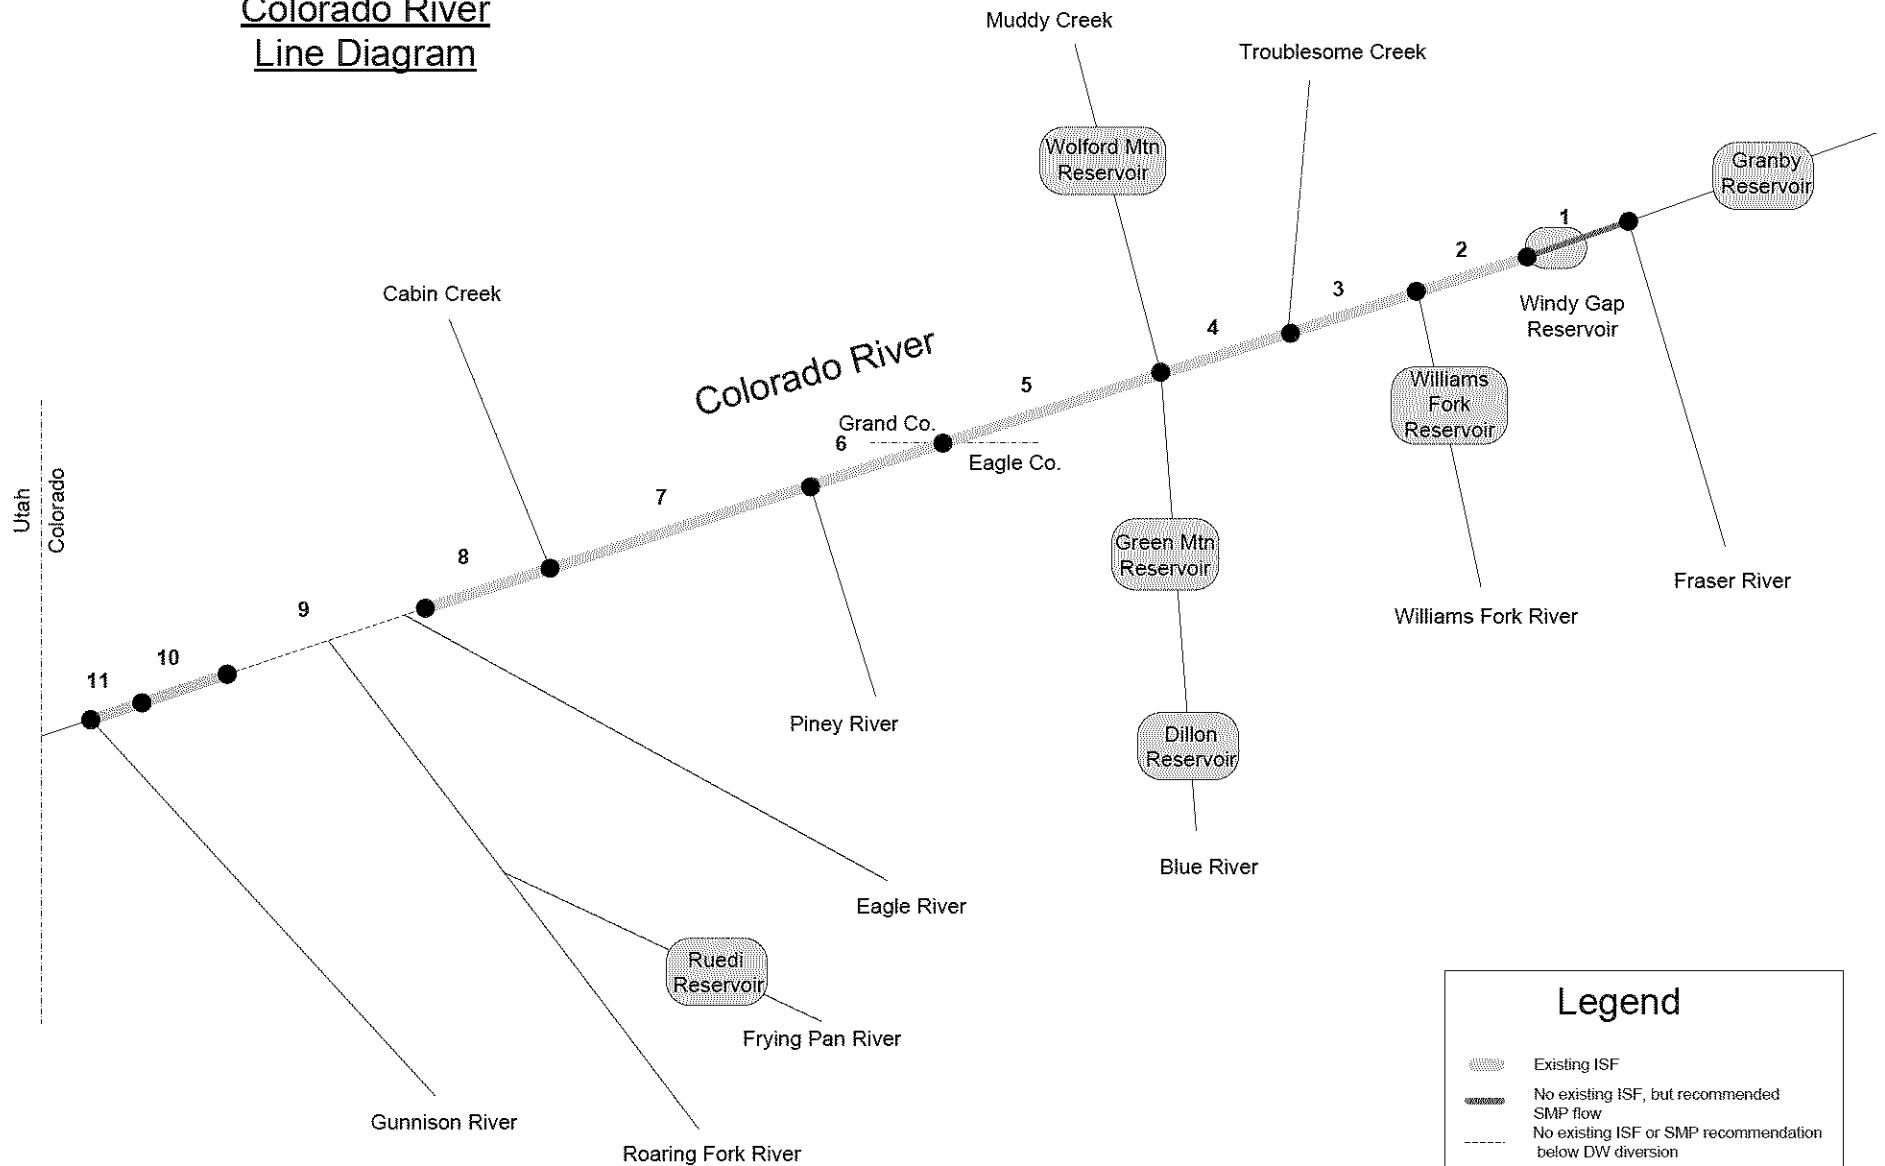 Colorado River
Line Diagram
Muddy Creek
Troublesome Creek
Wolford Mtn
Reservoir
Granby
Reservoir
1
2
Windy Gap
Reservoir
3
4
Cabin Creek
Colorado River
5
Williams
Fork
Reservoir
Grand Co.
6
Eagle Co.
7
Utah
Colorado
8
Green Mtn
Reservoir
Fraser River
Williams Fork River
9
10
11
Piney River
Dillon
Reservoir
Blue River
Eagle River
Ruedi
Reservoir
Frying Pan River
Gunnison River
Roaring Fork River
Legend
Existing ISF
No existing ISF, but recommended
SMP flow
No existing ISF or SMP recommendation
below DW diversion